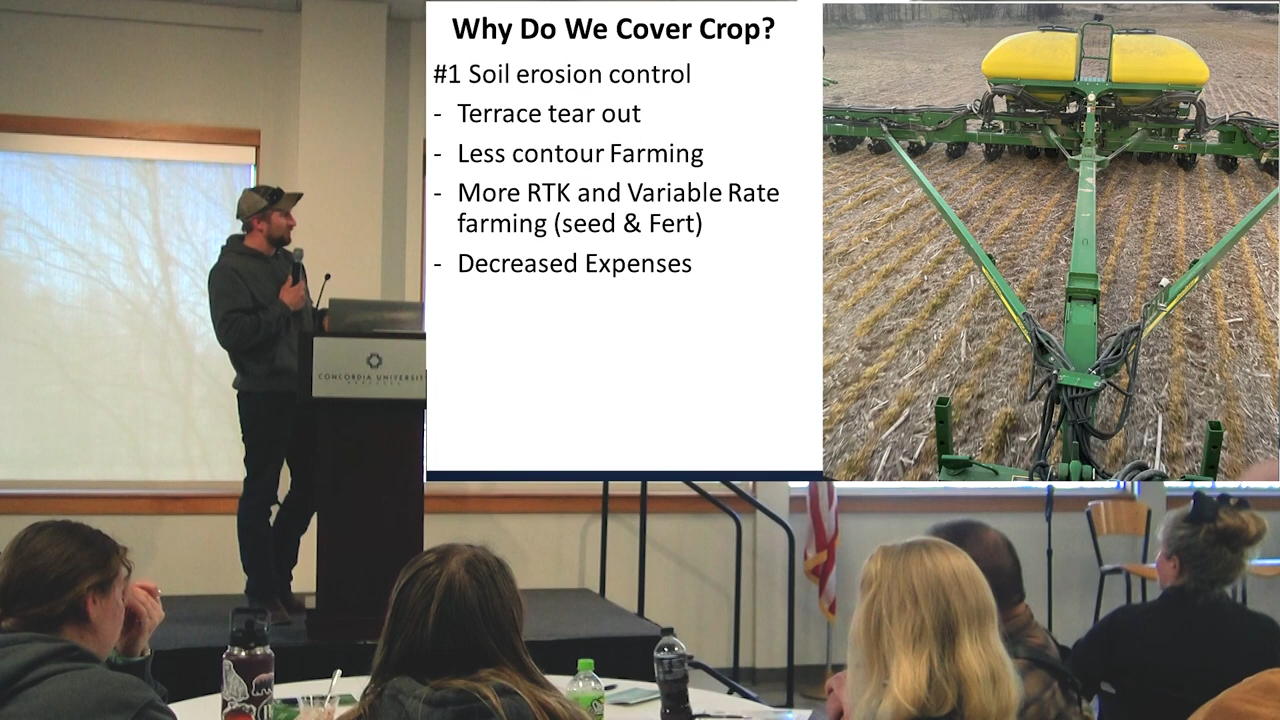 Why Do We Cover Crop?
#1 Soil erosion control
- Terrace tear out
- Less contour Farming
- More RTK and Variable Rate
farming (seed & Fert)
- Decreased Expenses
CONCORDIA UNIVERSIT